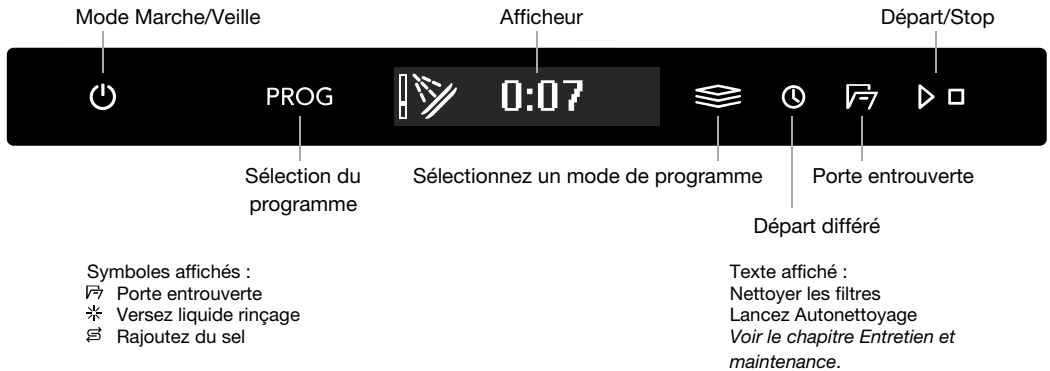 Mode Marche/Veille
Afficheur
Départ/Stop
PROG
0:07
Sélection du
programme
Sélectionnez un mode de programme
Porte entrouverte
Départ différé
Symboles affichés :
Porte entrouverte
Versez liquide rinçage
Rajoutez du sel
Texte affiché :
Nettoyer les filtres
Lancez Autonettoyage
Voir le chapitre Entretien et
maintenance.